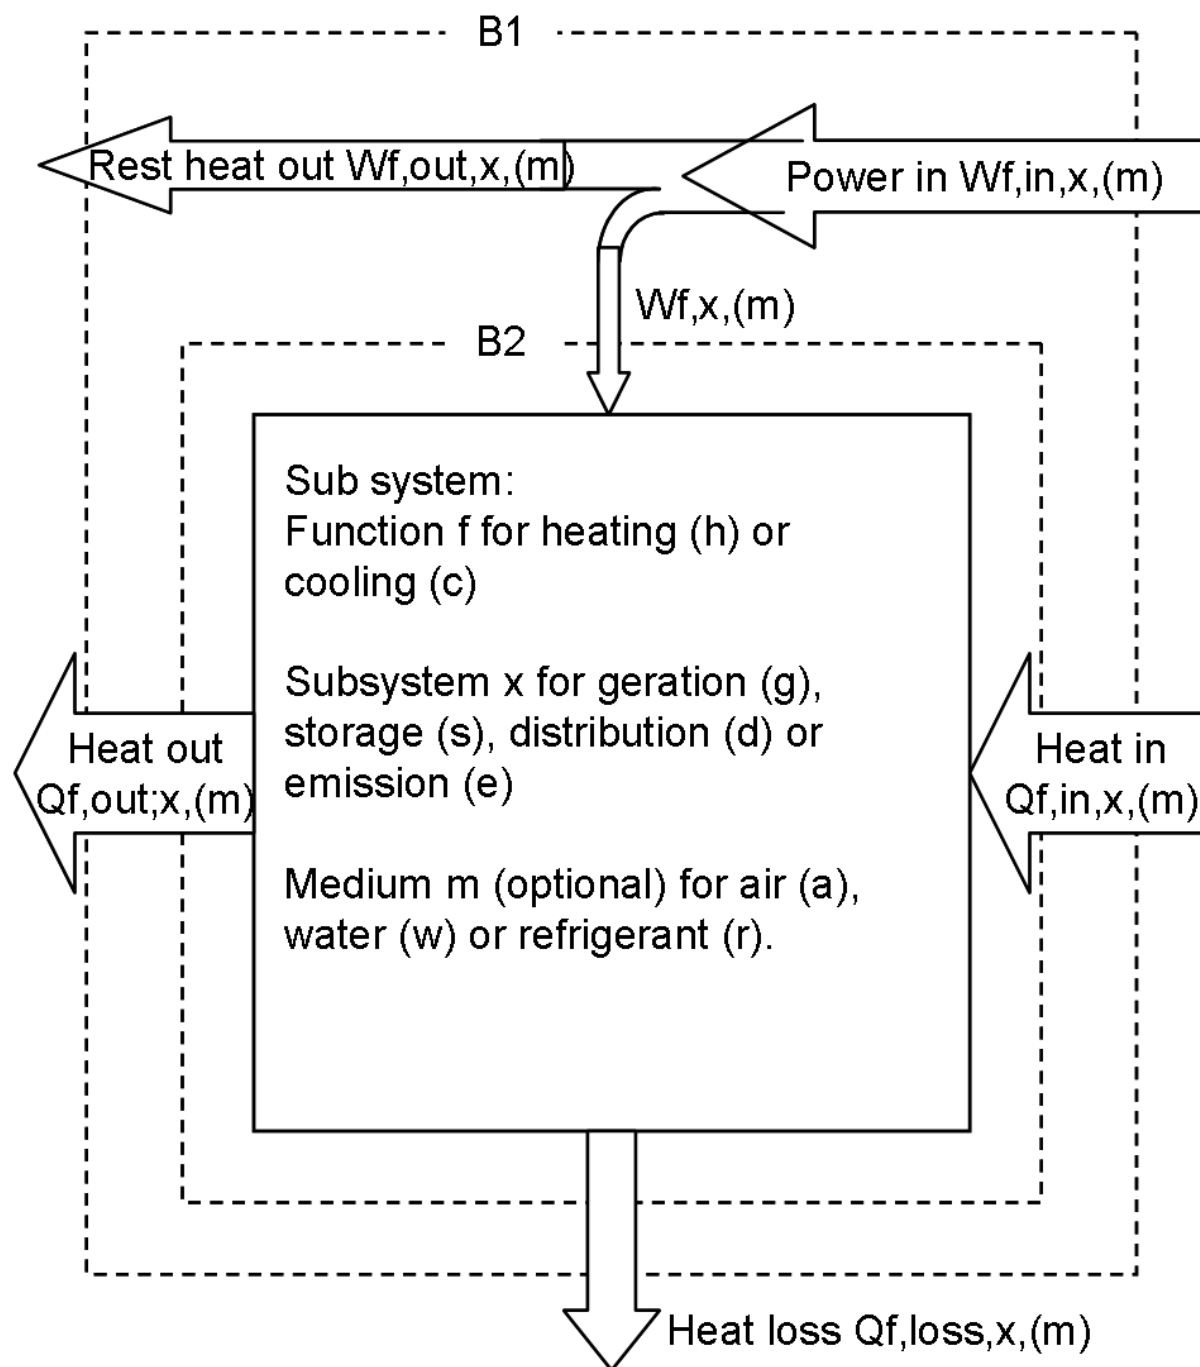 B1
Rest heat out Wf,out,x,(m)
Power in Wf,in,x,(m)
Wf,x,(m)
B2
Sub system:
Function f for heating (h) or
cooling (c)
Subsystem x for geration (g),
storage (s), distribution (d) or
emission (e)
Medium m (optional) for air (a),
water (w) or refrigerant (r).
Heat out
Qf,out;x,(m)
Heat in
Qf,in,x,(m)
Heat loss Qf,loss,x,(m)